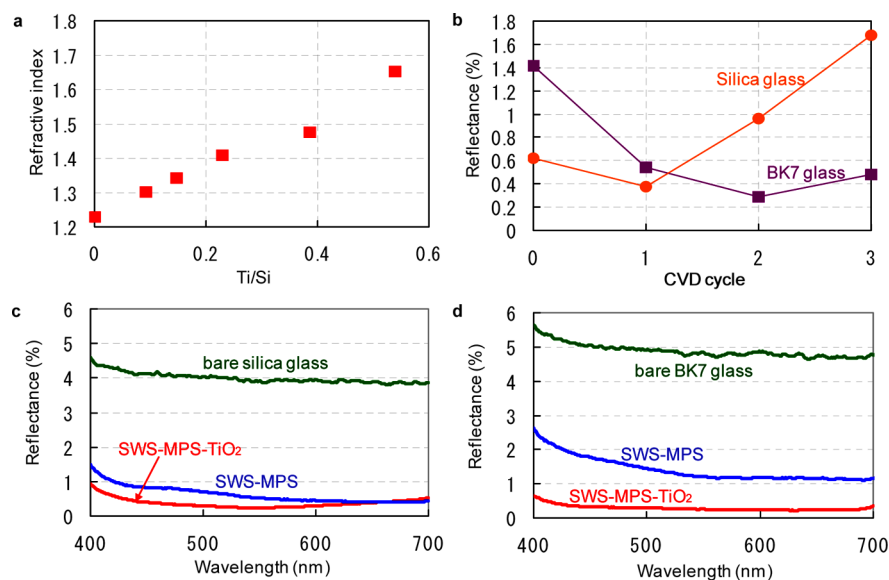 a
1.8
1.7
1.6
1.5
1.4
1.3
1.2
0 0.2 0.4 0.6
Refractive index
Ti/Si
b
1.8
1.6
1.4
1.2
1
0.8
0.6
0.4
0.2
0
0 1 2 3
Reflectance (%)
CVD cycle
Silica glass
BK7 glass
c
6
5
4
3
2
1
0
400 500 600 700
Reflectance (%)
Wavelength (nm)
bare silica glass
SWS-MPS-TiO₂
SWS-MPS
d
6
5
4
3
2
1
0
400 500 600 700
Reflectance (%)
Wavelength (nm)
bare BK7 glass
SWS-MPS
SWS-MPS-TiO₂